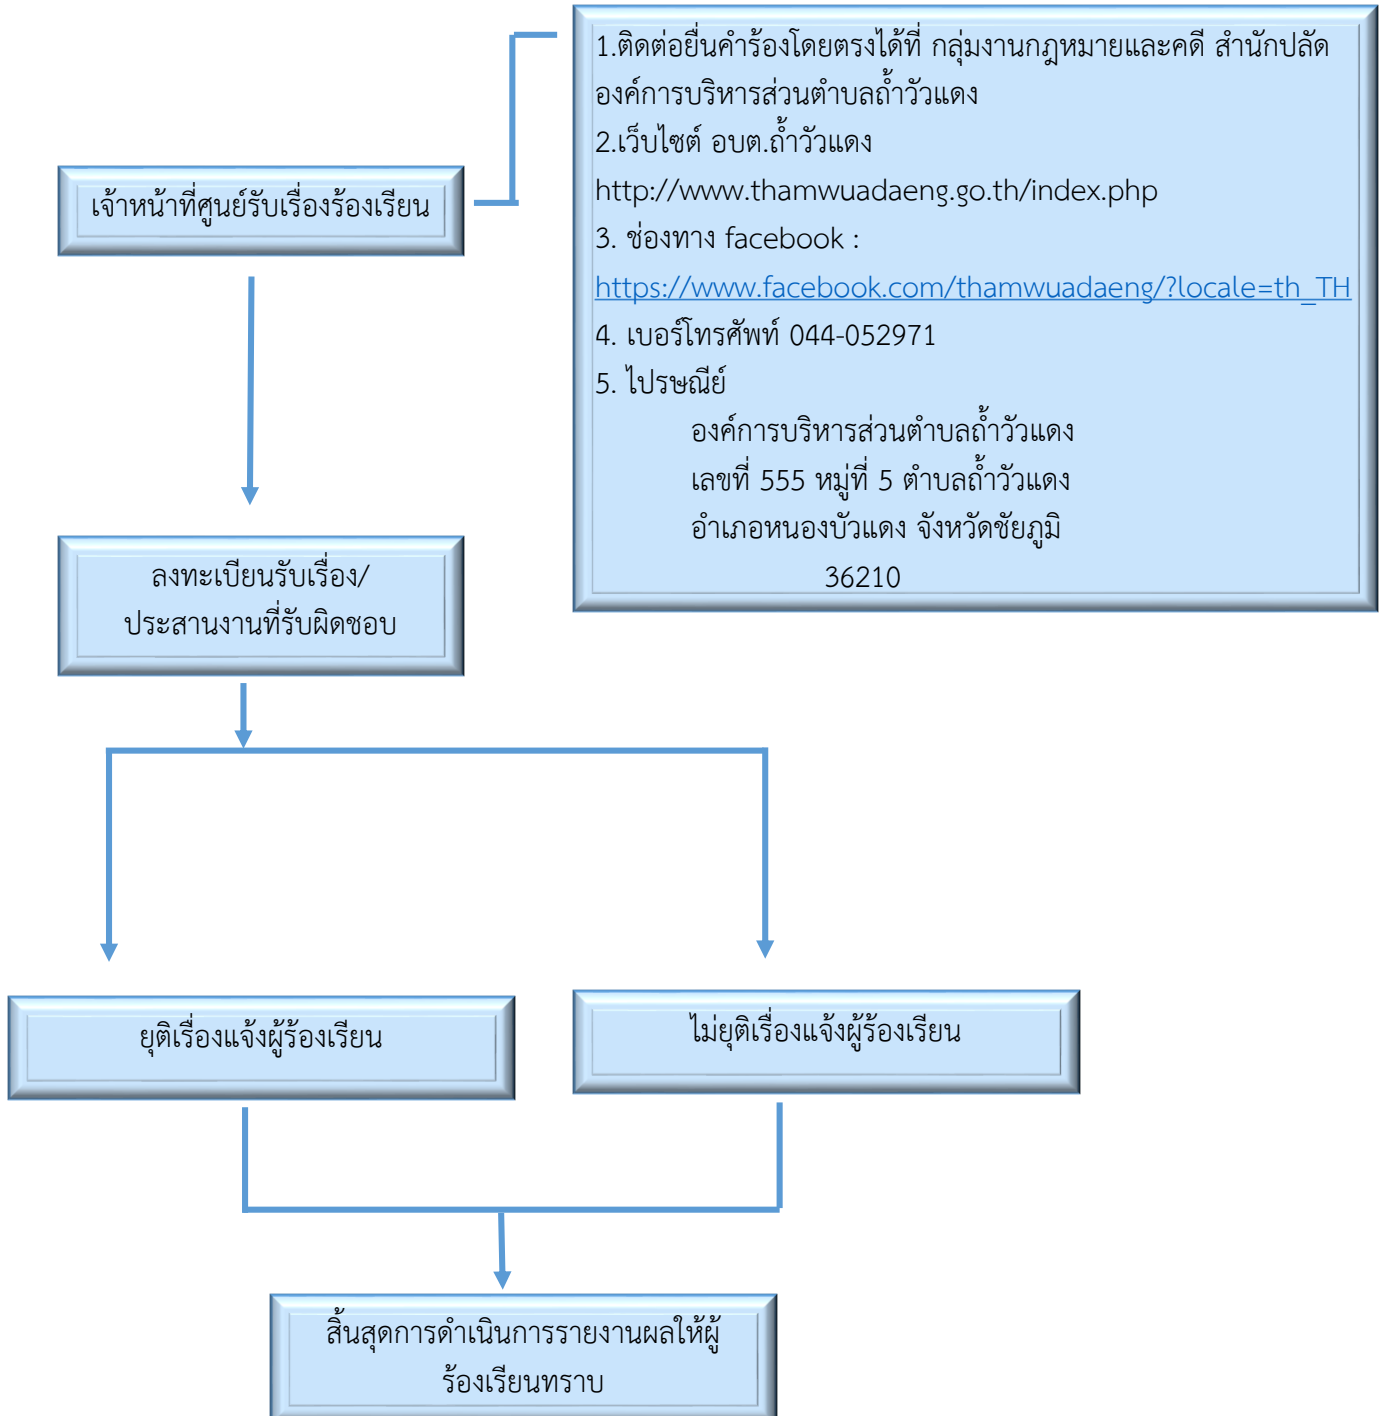 1.ติดต่อยื่นคำร้องโดยตรงได้ที่ กลุ่มงานกฎหมายและคดี สำนักปลัด
องค์การบริหารส่วนตำบลถ้ำวัวแดง
2.เว็บไซต์ อบต.ถ้ำวัวแดง
http://www.thamwuadaeng.go.th/index.php
3. ช่องทาง facebook :
https://www.facebook.com/thamwuadaeng/?locale=th_TH
4. เบอร์โทรศัพท์ 044-052971
5. ไปรษณีย์
องค์การบริหารส่วนตำบลถ้ำวัวแดง
เลขที่ 555 หมู่ที่ 5 ตำบลถ้ำวัวแดง
อำเภอหนองบัวแดง จังหวัดชัยภูมิ
36210
เจ้าหน้าที่ศูนย์รับเรื่องร้องเรียน
ลงทะเบียนรับเรื่อง/
ประสานงานที่รับผิดชอบ
ยุติเรื่องแจ้งผู้ร้องเรียน
ไม่ยุติเรื่องแจ้งผู้ร้องเรียน
สิ้นสุดการดำเนินการรายงานผลให้ผู้
ร้องเรียนทราบ